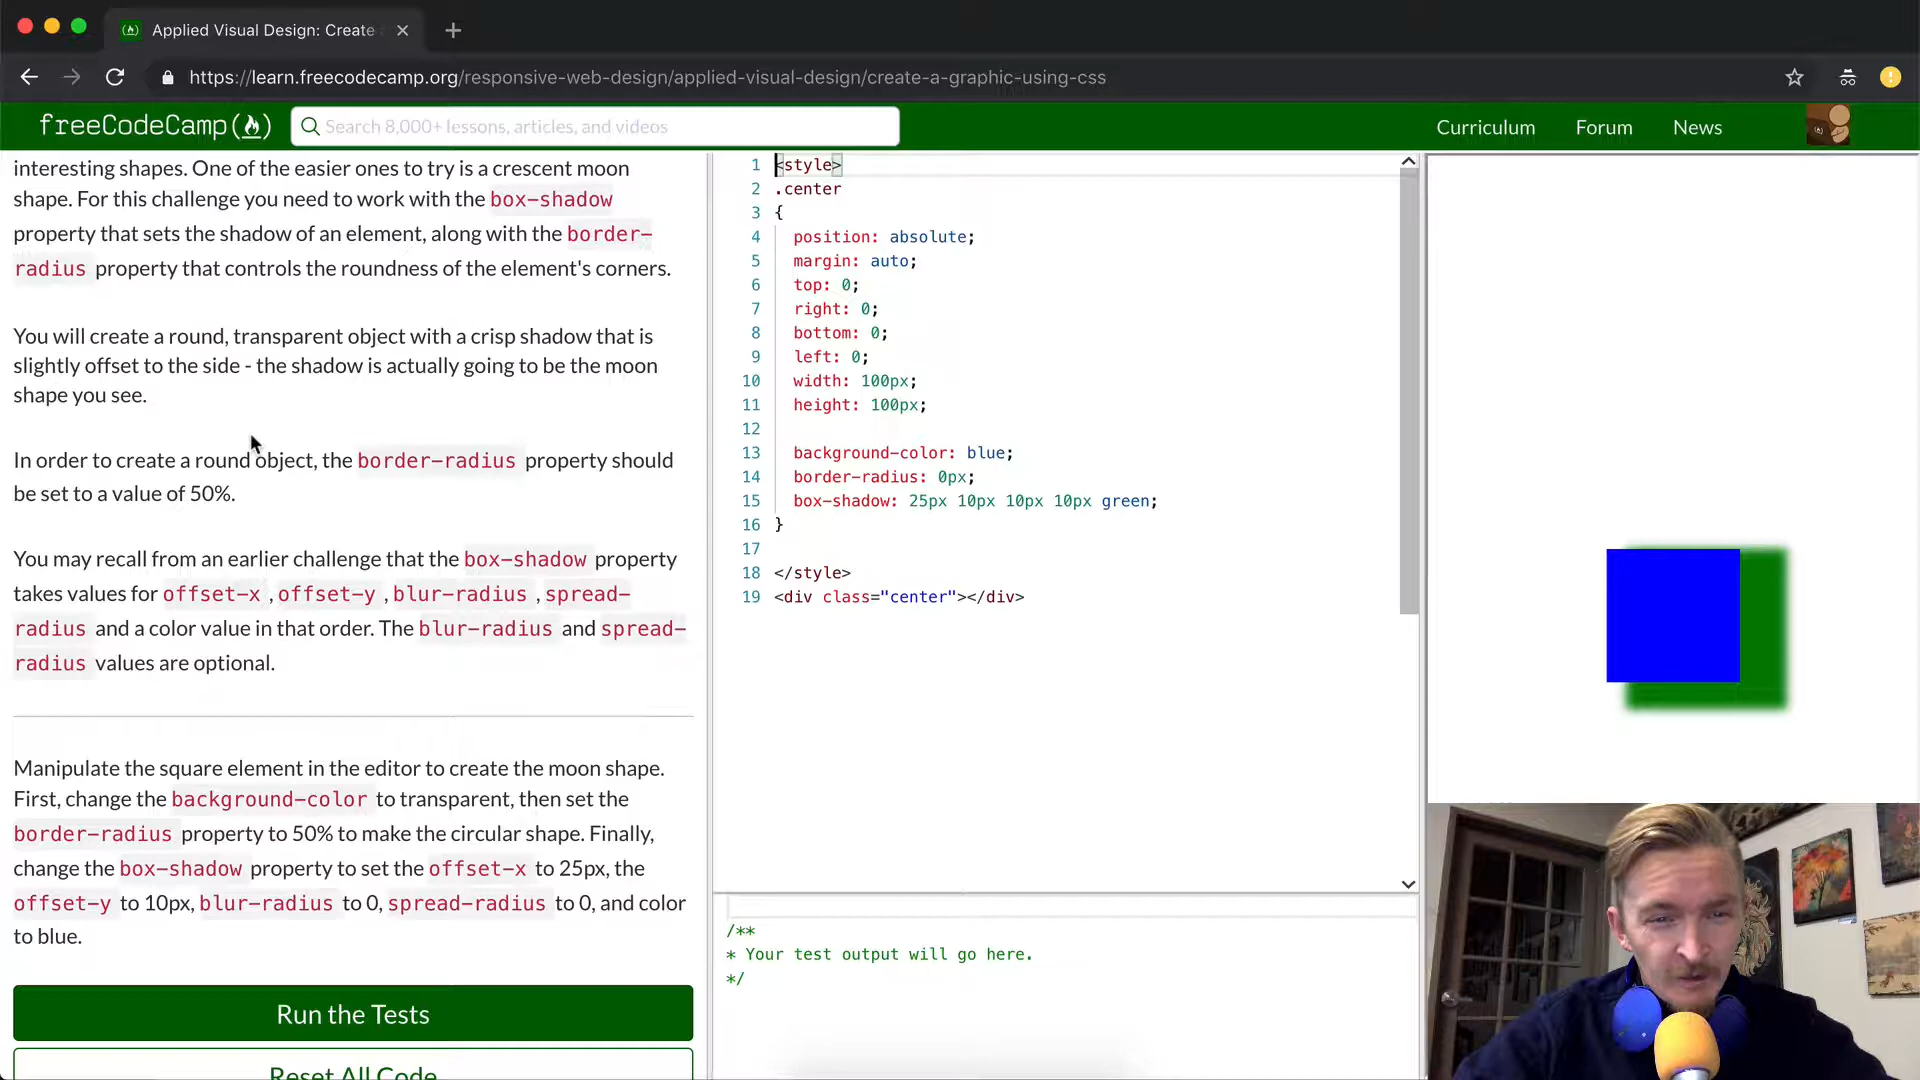 Applied Visual Design: Create
https://learn.freecodecamp.org/responsive-web-design/applied-visual-design/create-a-graphic-using-css
freeCodeCamp
Search 8,000+ lessons, articles, and videos
Curriculum
Forum
News
interesting shapes. One of the easier ones to try is a crescent moon
shape. For this challenge you need to work with the box-shadow
property that sets the shadow of an element, along with the border-
radius property that controls the roundness of the element's corners.
You will create a round, transparent object with a crisp shadow that is
slightly offset to the side - the shadow is actually going to be the moon
shape you see.
In order to create a round object, the border-radius property should
be set to a value of 50%.
You may recall from an earlier challenge that the box-shadow property
takes values for offset-x , offset-y , blur-radius , spread-
radius and a color value in that order. The blur-radius and spread-
radius values are optional.
Manipulate the square element in the editor to create the moon shape.
First, change the background-color to transparent, then set the
border-radius property to 50% to make the circular shape. Finally,
change the box-shadow property to set the offset-x to 25px, the
offset-y to 10px, blur-radius to 0, spread-radius to 0, and color
to blue.
Run the Tests
Reset All Code
1 <style>
2 .center
3 {
4 position: absolute;
5 margin: auto;
6 top: 0;
7 right: 0;
8 bottom: 0;
9 left: 0;
10 width: 100px;
11 height: 100px;
12
13 background-color: blue;
14 border-radius: 0px;
15 box-shadow: 25px 10px 10px 10px green;
16 }
17
18 </style>
19 <div class="center"></div>
/**
* Your test output will go here.
*/